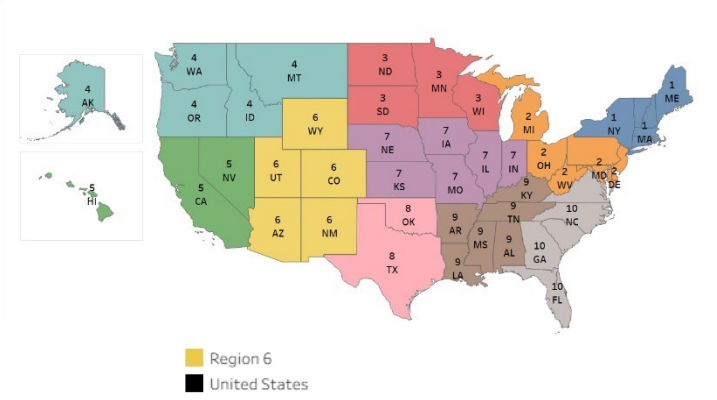 4
WA
4
MT
3
ND
3
MN
1
ME
4
AK
4
OR
4
ID
3
SD
3
WI
2
MI
1
NY
1
MA
6
WY
7
NE
7
IA
5
NV
6
UT
6
CO
7
KS
7
MO
7
IL
7
IN
2
OH
2
WV
2
MD
2
DE
5
HI
5
CA
6
AZ
6
NM
8
OK
8
TX
9
AR
9
LA
9
MS
9
AL
9
KY
9
TN
10
NC
10
GA
10
FL
Region 6
United States